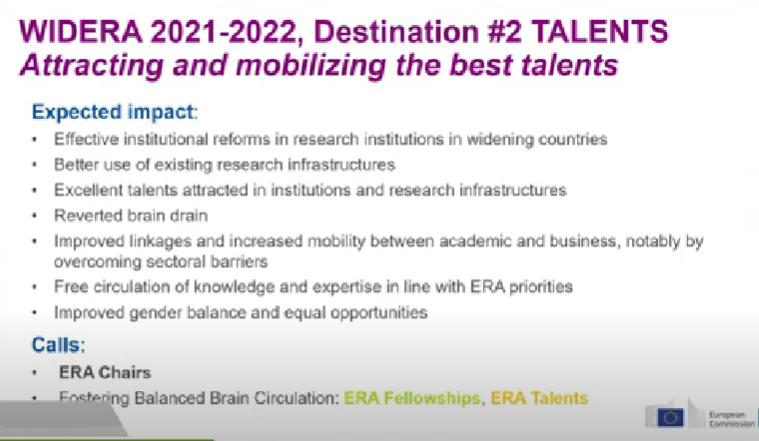 WIDERA 2021-2022, Destination #2 TALENTS
Attracting and mobilizing the best talents
Expected impact:
• Effective institutional reforms in research institutions in widening countries
• Better use of existing research infrastructures
• Excellent talents attracted in institutions and research infrastructures
• Reverted brain drain
• Improved linkages and increased mobility between academic and business, notably by
overcoming sectoral barriers
• Free circulation of knowledge and expertise in line with ERA priorities
• Improved gender balance and equal opportunities
Calls:
• ERA Chairs
• Fostering Balanced Brain Circulation: ERA Fellowships, ERA Talents
European
Commission